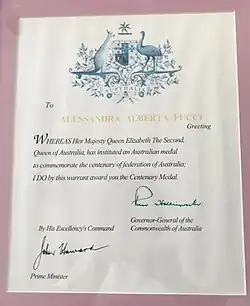 AUSTRALIA
To
ALESSANDRA ALBERTA PUCCI
Greeting
WHEREAS Her Majesty Queen Elizabeth The Second,
Queen of Australia, has instituted an Australian medal
to commemorate the centenary of federation of Australia;
I DO by this warrant award you the Centenary Medal.
Governor-General of the
By His Excellency's Command Commonwealth of Australia
John Howard
Prime Minister